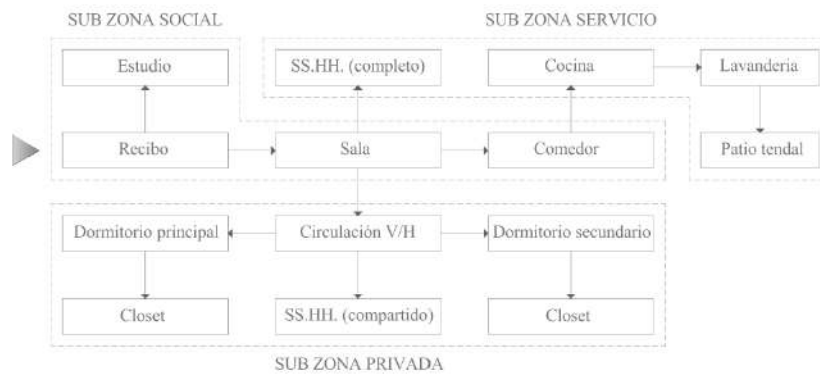 SUB ZONA SOCIAL
SUB ZONA SERVICIO
Estudio
SS.HH. (completo)
Cocina
Lavanderia
Recibo
Sala
Comedor
Patio tendal
Dormitorio principal
Circulación V/H
Dormitorio secundario
Closet
SS.HH. (compartido)
Closet
SUB ZONA PRIVADA